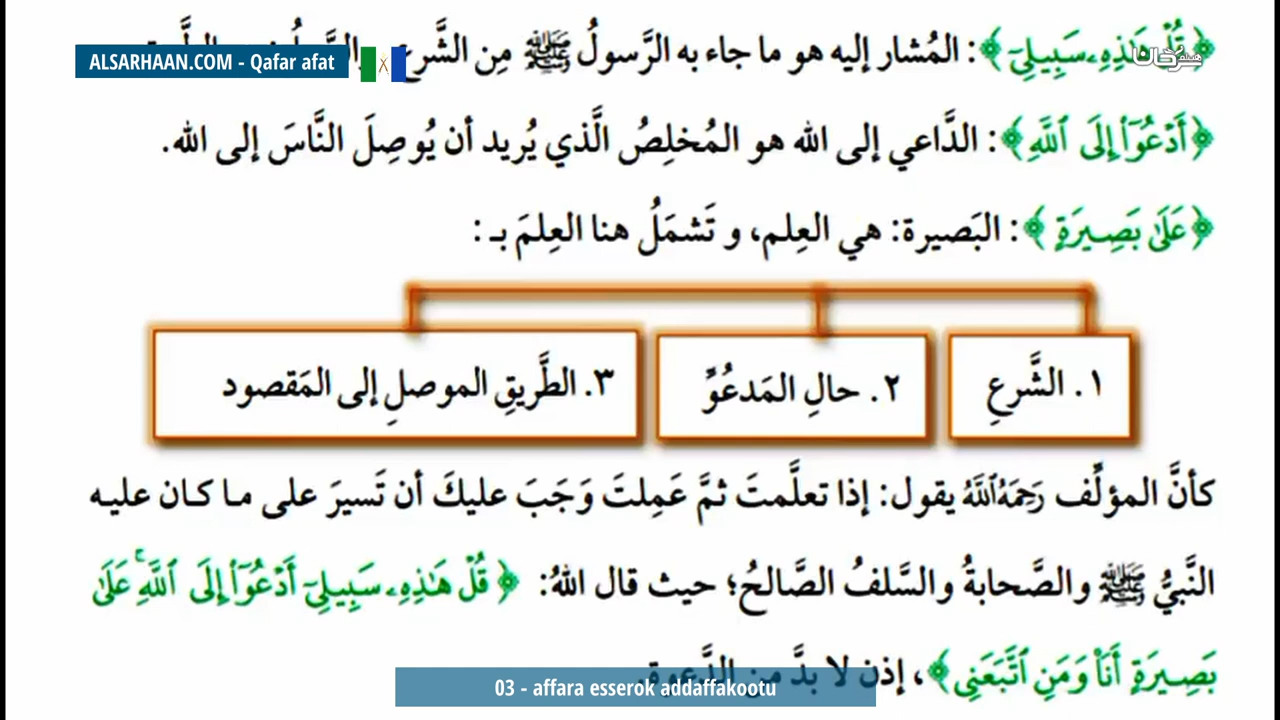 ALSARHAAN.COM - Qafar afat
﴿قُلْ هَٰذِهِۦ سَبِيلِيٓ﴾: المُشار إليه هو ما جاء به الرَّسولُ ﷺ مِن الشَّرعِ
﴿أَدْعُوٓاْ إِلَى ٱللَّهِ﴾: الدَّاعي إلى الله هو المُخلِصُ الَّذي يُريد أن يُوصِلَ النَّاسَ إلى الله.
﴿عَلَىٰ بَصِيرَةٍ﴾: البَصيرة: هي العِلم، و تَشمَلُ هنا العِلمَ بـ :
١. الشَّرعِ
٢. حالِ المَدعُوِّ
٣. الطَّريقِ الموصلِ إلى المَقصود
كأنَّ المؤلِّف رَحِمَهُ ٱللَّهُ يقول: إذا تعلَّمتَ ثمَّ عَمِلتَ وَجَبَ عليكَ أن تَسيرَ على ما كان عليه
النَّبيُّ ﷺ والصَّحابةُ والسَّلفُ الصَّالحُ؛ حيث قال اللهُ: ﴿قُلْ هَٰذِهِۦ سَبِيلِيٓ أَدْعُوٓاْ إِلَى ٱللَّهِۚ عَلَىٰ
بَصِيرَةٍ أَنَا۠ وَمَنِ ٱتَّبَعَنِي﴾، إذن لا بدَّ من الدَّعوة.
03 - affara esserok addaffakootu